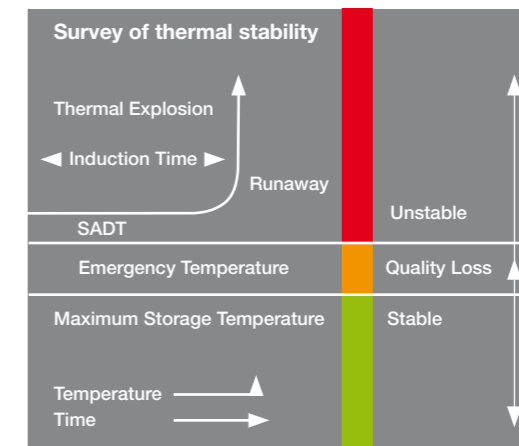 Survey of thermal stability
Thermal Explosion
Induction Time
Runaway
Unstable
SADT
Emergency Temperature
Quality Loss
Maximum Storage Temperature
Stable
Temperature
Time